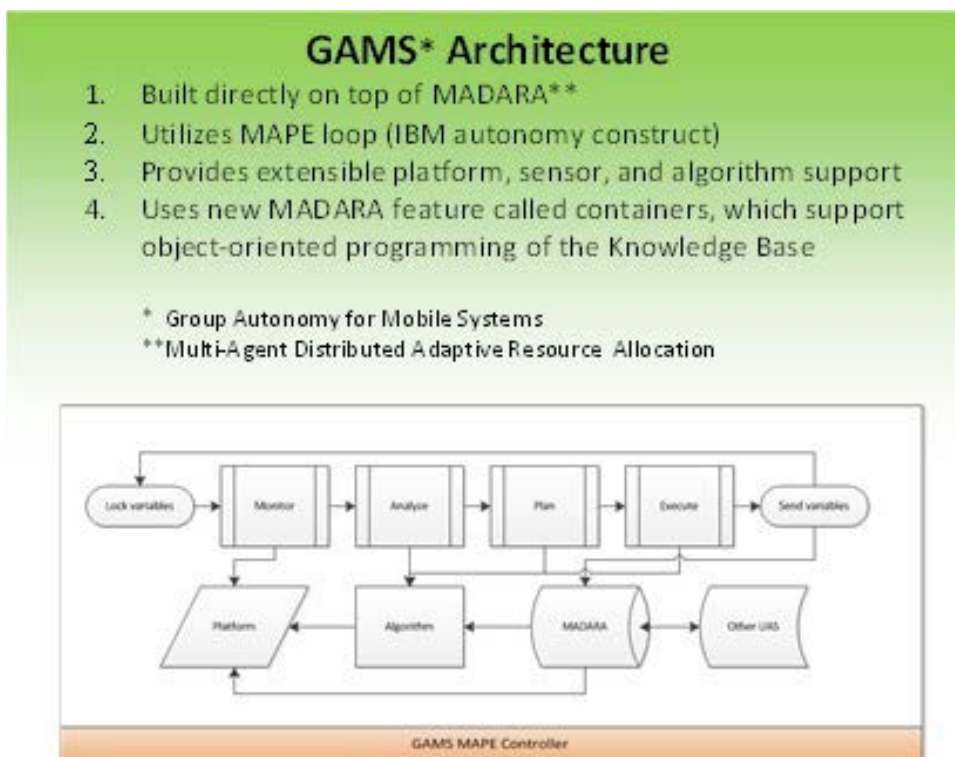 GAMS* Architecture
1. Built directly on top of MADARA**
2. Utilizes MAPE loop (IBM autonomy construct)
3. Provides extensible platform, sensor, and algorithm support
4. Uses new MADARA feature called containers, which support
object-oriented programming of the Knowledge Base
* Group Autonomy for Mobile Systems
**Multi-Agent Distributed Adaptive Resource Allocation
Lock variables
Monitor
Analyze
Plan
Execute
Send variables
Platform
Algorithm
MADARA
Other UAS
GAMS MAPE Controller